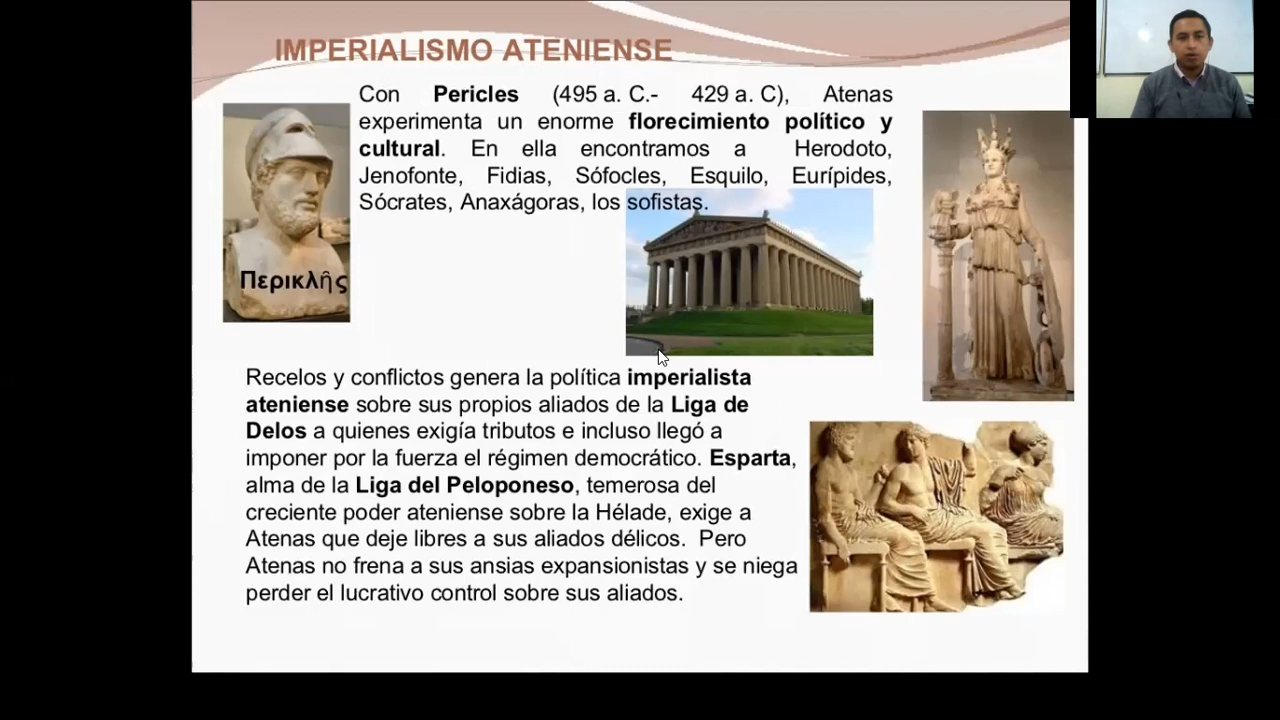 IMPERIALISMO ATENIENSE
Con Pericles (495 a. C.- 429 a. C), Atenas
experimenta un enorme florecimiento político y
cultural. En ella encontramos a Herodoto,
Jenofonte, Fidias, Sófocles, Esquilo, Eurípides,
Sócrates, Anaxágoras, los sofistas.
Περικλῆς
Recelos y conflictos genera la política imperialista
ateniense sobre sus propios aliados de la Liga de
Delos a quienes exigía tributos e incluso llegó a
imponer por la fuerza el régimen democrático. Esparta,
alma de la Liga del Peloponeso, temerosa del
creciente poder ateniense sobre la Hélade, exige a
Atenas que deje libres a sus aliados délicos. Pero
Atenas no frena a sus ansias expansionistas y se niega
perder el lucrativo control sobre sus aliados.